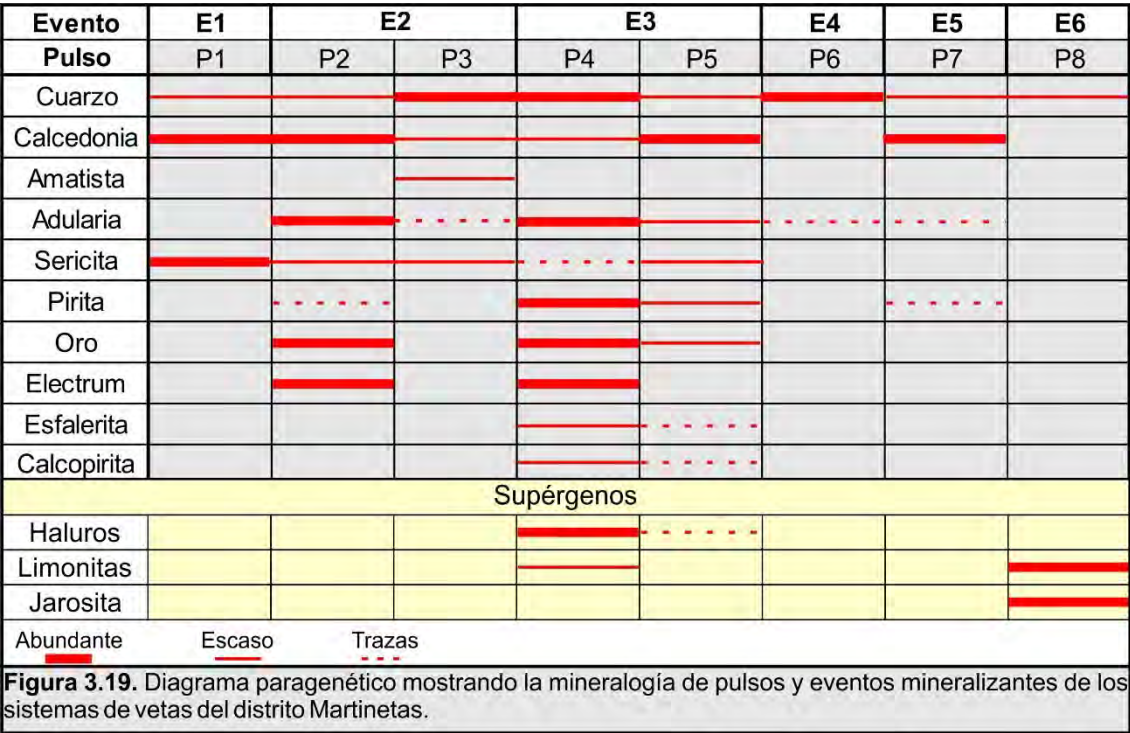 Evento E1 E2 E3 E4 E5 E6
Pulso P1 P2 P3 P4 P5 P6 P7 P8
Cuarzo
Calcedonia
Amatista
Adularia
Sericita
Pirita
Oro
Electrum
Esfalerita
Calcopirita
Supérgenos
Haluros
Limonitas
Jarosita
Abundante Escaso Trazas
Figura 3.19. Diagrama paragenético mostrando la mineralogía de pulsos y eventos mineralizantes de los
sistemas de vetas del distrito Martinetas.